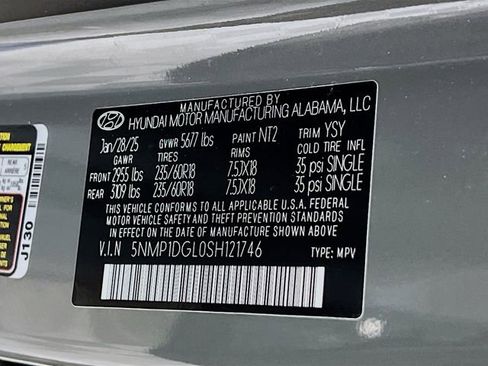 MANUFACTURED BY
HYUNDAI MOTOR MANUFACTURING ALABAMA, LLC
Jan/28/25 GVWR 5677 lbs PAINT NT2 TRIM YSY
GAWR TIRES RIMS COLD TIRE INFL
FRONT 2955 lbs 235/60R18 7.5JX18 35 psi SINGLE
REAR 3109 lbs 235/60R18 7.5JX18 35 psi SINGLE
THIS VEHICLE CONFORMS TO ALL APPLICABLE U.S.A. FEDERAL
MOTOR VEHICLE SAFETY AND THEFT PREVENTION STANDARDS IN
EFFECT ON THE DATE OF MANUFACTURE SHOWN ABOVE.
V.I.N 5NMP1DGL0SH121746 TYPE: MPV
J130